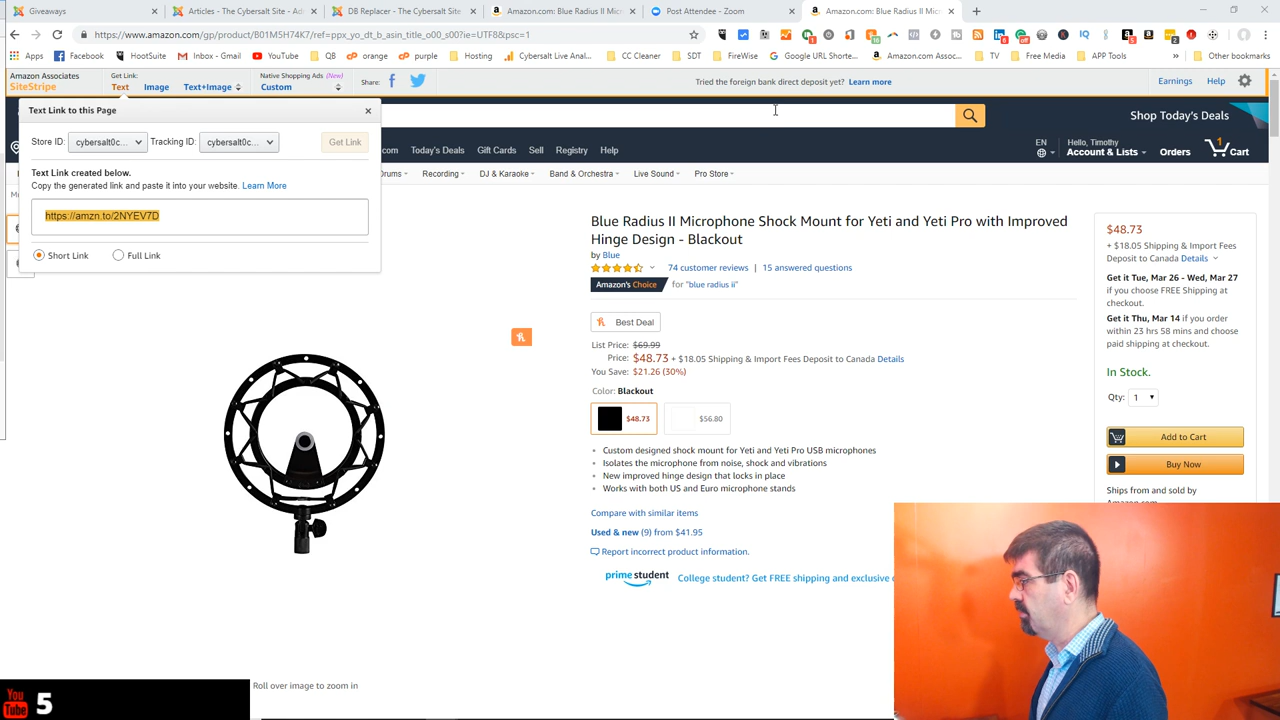 Giveaways
Articles - The Cybersalt Site - Ad
DB Replacer - The Cybersalt Site
Amazon.com: Blue Radius II Micro
Post Attendee - Zoom
Amazon.com: Blue Radius II Micro
https://www.amazon.com/gp/product/B01M5H74K7/ref=ppx_yo_dt_b_asin_title_o00_s00?ie=UTF8&psc=1
Apps
Facebook
HootSuite
Inbox - Gmail
YouTube
QB
orange
purple
Hosting
Cybersalt Live Anal...
CC Cleaner
SDT
FireWise
Google URL Shorte...
Amazon.com Assoc...
TV
Free Media
APP Tools
»
Other bookmarks
Amazon Associates
SiteStripe
Get Link:
Text
Image
Text+Image
Native Shopping Ads (New)
Custom
Share:
Tried the foreign bank direct deposit yet? Learn more
Earnings
Help
Text Link to this Page
Store ID: cybersalt0c...
Tracking ID: cybersalt0c...
Get Link
Text Link created below.
Copy the generated link and paste it into your website. Learn More
https://amzn.to/2NYEV7D
Short Link
Full Link
Shop Today's Deals
.com
Today's Deals
Gift Cards
Sell
Registry
Help
EN
Hello, Timothy
Account & Lists
Orders
1
Cart
Drums
Recording
DJ & Karaoke
Band & Orchestra
Live Sound
Pro Store
Blue Radius II Microphone Shock Mount for Yeti and Yeti Pro with Improved
Hinge Design - Blackout
by Blue
74 customer reviews | 15 answered questions
Amazon's Choice for "blue radius ii"
Best Deal
List Price: $69.99
Price: $48.73 + $18.05 Shipping & Import Fees Deposit to Canada Details
You Save: $21.26 (30%)
Color: Blackout
$48.73
$56.80
Custom designed shock mount for Yeti and Yeti Pro USB microphones
Isolates the microphone from noise, shock and vibrations
New improved hinge design that locks in place
Works with both US and Euro microphone stands
Compare with similar items
Used & new (9) from $41.95
Report incorrect product information.
prime student College student? Get FREE shipping and exclusive
$48.73
+ $18.05 Shipping & Import Fees
Deposit to Canada Details
Get it Tue, Mar 26 - Wed, Mar 27
if you choose FREE Shipping at
checkout.
Get it Thu, Mar 14 if you order
within 23 hrs 58 mins and choose
paid shipping at checkout.
In Stock.
Qty: 1
Add to Cart
Buy Now
Ships from and sold by
Roll over image to zoom in
You
Tube
5